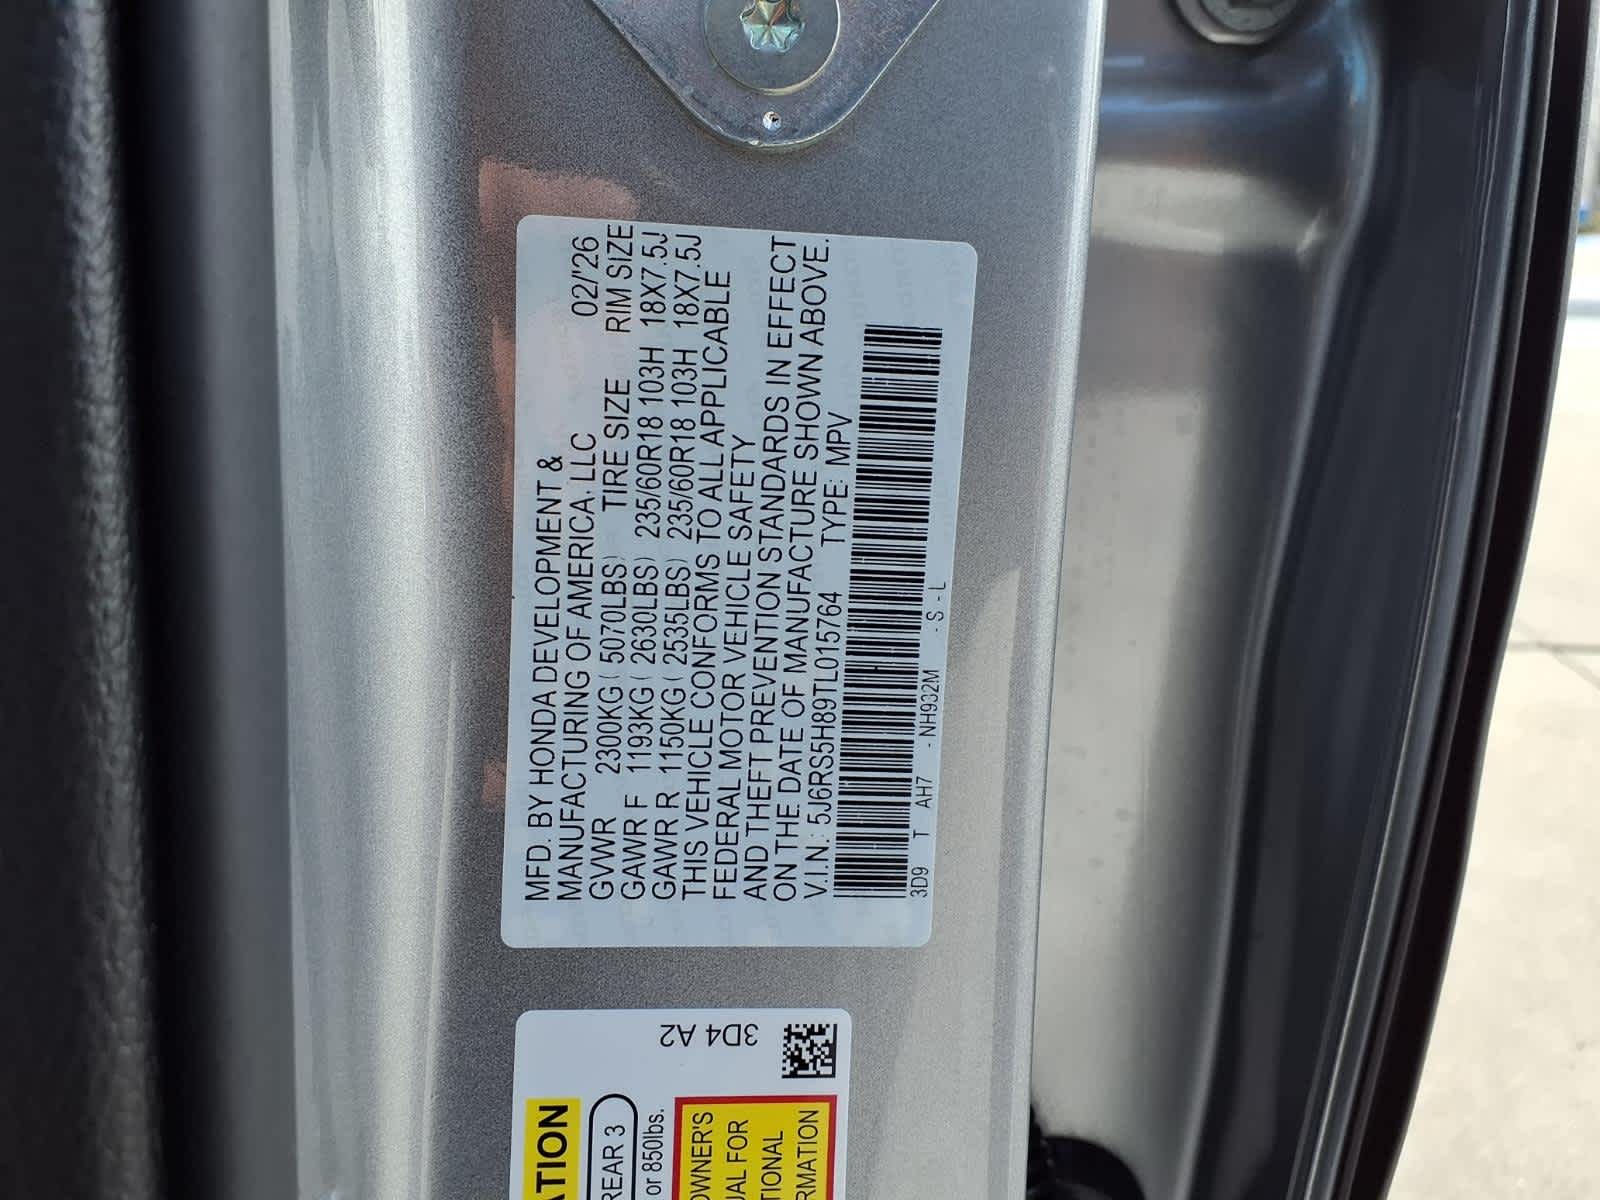 MFD. BY HONDA DEVELOPMENT &
MANUFACTURING OF AMERICA, LLC 02/'26
GVWR 2300KG ( 5070LBS) TIRE SIZE RIM SIZE
GAWR F 1193KG ( 2630LBS) 235/60R18 103H 18X7.5J
GAWR R 1150KG ( 2535LBS) 235/60R18 103H 18X7.5J
THIS VEHICLE CONFORMS TO ALL APPLICABLE
FEDERAL MOTOR VEHICLE SAFETY
AND THEFT PREVENTION STANDARDS IN EFFECT
ON THE DATE OF MANUFACTURE SHOWN ABOVE.
V.I.N.: 5J6RS5H89TL015764 TYPE: MPV
3D9 T AH7 - NH932M - S - L
3D4 A2
ATION
REAR 3
or 850lbs.
OWNER'S
UAL FOR
TIONAL
RMATION